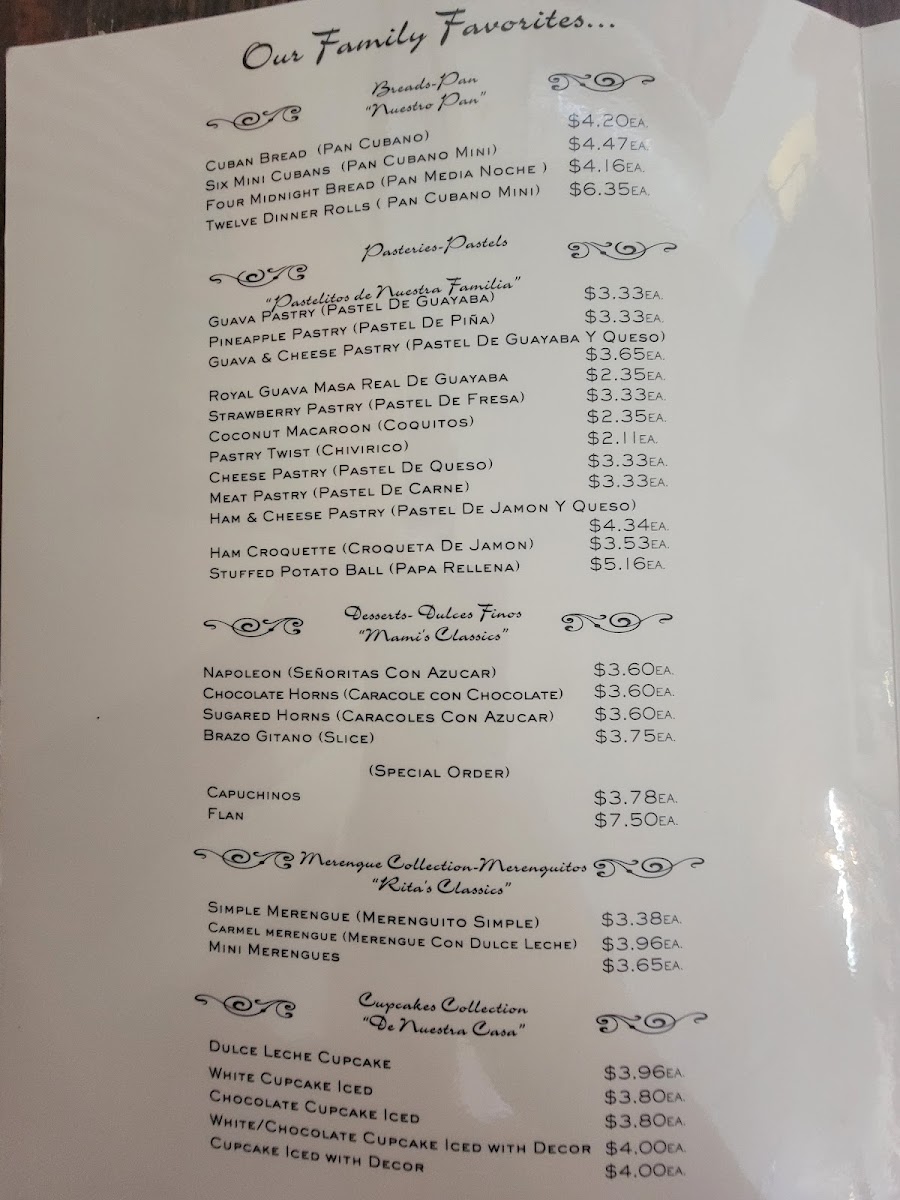 Our Family Favorites...
Breads-Pan
"Nuestro Pan"
Cuban Bread (Pan Cubano) $4.20ea.
Six Mini Cubans (Pan Cubano Mini) $4.47ea.
Four Midnight Bread (Pan Media Noche ) $4.16ea.
Twelve Dinner Rolls ( Pan Cubano Mini) $6.35ea.
Pasteries-Pastels
"Pastelitos de Nuestra Familia"
Guava Pastry (Pastel De Guayaba) $3.33ea.
Pineapple Pastry (Pastel De Piña) $3.33ea.
Guava & Cheese Pastry (Pastel De Guayaba Y Queso)
$3.65ea.
Royal Guava Masa Real De Guayaba $2.35ea.
Strawberry Pastry (Pastel De Fresa) $3.33ea.
Coconut Macaroon (Coquitos) $2.35ea.
Pastry Twist (Chivirico) $2.11ea.
Cheese Pastry (Pastel De Queso) $3.33ea.
Meat Pastry (Pastel De Carne) $3.33ea.
Ham & Cheese Pastry (Pastel De Jamon Y Queso)
$4.34ea.
Ham Croquette (Croqueta De Jamon) $3.53ea.
Stuffed Potato Ball (Papa Rellena) $5.16ea.
Desserts- Dulces Finos
"Mami's Classics"
Napoleon (Señoritas Con Azucar) $3.60ea.
Chocolate Horns (Caracole con Chocolate) $3.60ea.
Sugared Horns (Caracoles Con Azucar) $3.60ea.
Brazo Gitano (Slice) $3.75ea.
(Special Order)
Capuchinos $3.78ea.
Flan $7.50ea.
Merengue Collection-Merenguitos
"Rita's Classics"
Simple Merengue (Merenguito Simple) $3.38ea.
Carmel merengue (Merengue Con Dulce Leche) $3.96ea.
Mini Merengues $3.65ea.
Cupcakes Collection
"De Nuestra Casa"
Dulce Leche Cupcake $3.96ea.
White Cupcake Iced $3.80ea.
Chocolate Cupcake Iced $3.80ea.
White/Chocolate Cupcake Iced with Decor $4.00ea.
Cupcake Iced with Decor $4.00ea.